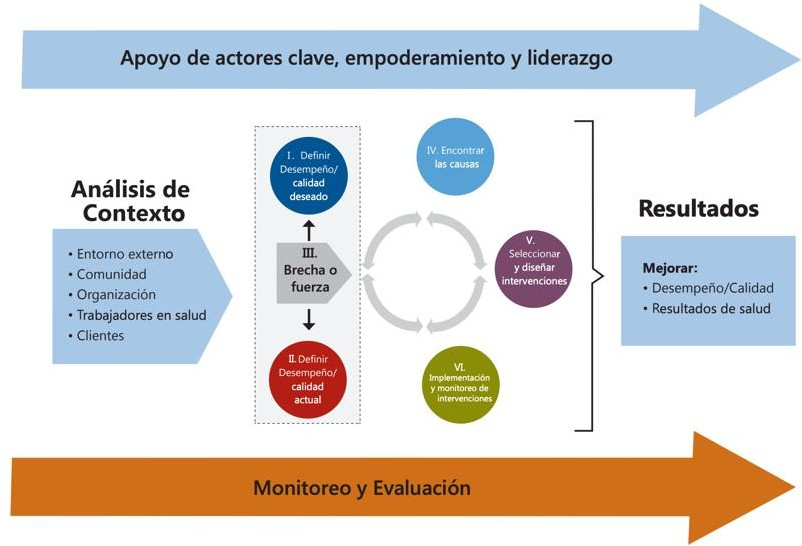 Apoyo de actores clave, empoderamiento y liderazgo
Análisis de
Contexto
• Entorno externo
• Comunidad
• Organización
• Trabajadores en salud
• Clientes
I. Definir
Desempeño/
calidad
deseado
III.
Brecha o
fuerza
II. Definir
Desempeño/
calidad
actual
IV. Encontrar
las causas
V.
Seleccionar
y diseñar
intervenciones
VI.
Implementación
y monitoreo de
intervenciones
Resultados
Mejorar:
• Desempeño/Calidad
• Resultados de salud
Monitoreo y Evaluación